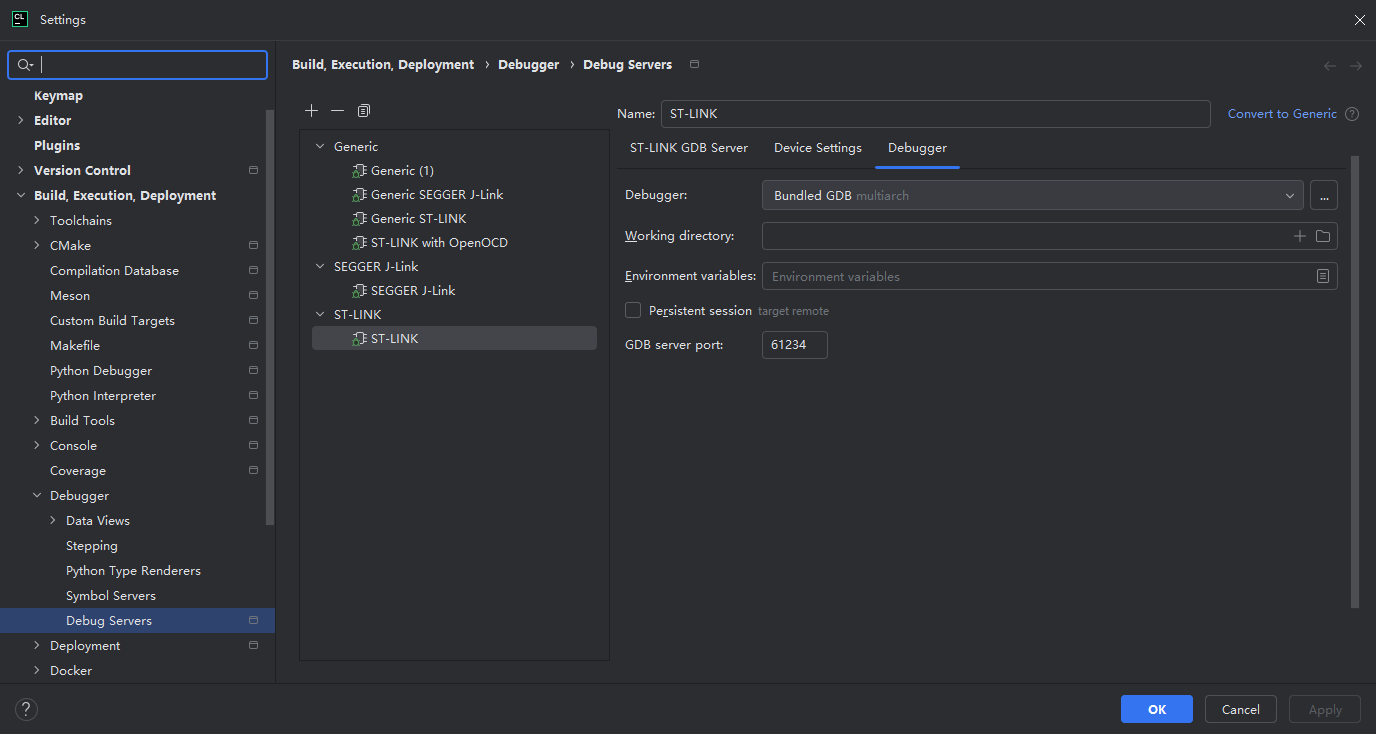 CL
Settings
Keymap
Editor
Plugins
Version Control
Build, Execution, Deployment
Toolchains
CMake
Compilation Database
Meson
Custom Build Targets
Makefile
Python Debugger
Python Interpreter
Build Tools
Console
Coverage
Debugger
Data Views
Stepping
Python Type Renderers
Symbol Servers
Debug Servers
Deployment
Docker
Build, Execution, Deployment › Debugger › Debug Servers
Generic
Generic (1)
Generic SEGGER J-Link
Generic ST-LINK
ST-LINK with OpenOCD
SEGGER J-Link
SEGGER J-Link
ST-LINK
ST-LINK
Name: ST-LINK Convert to Generic ?
ST-LINK GDB Server Device Settings Debugger
Debugger: Bundled GDB multiarch ...
Working directory:
Environment variables: Environment variables
Persistent session target remote
GDB server port: 61234
? OK Cancel Apply